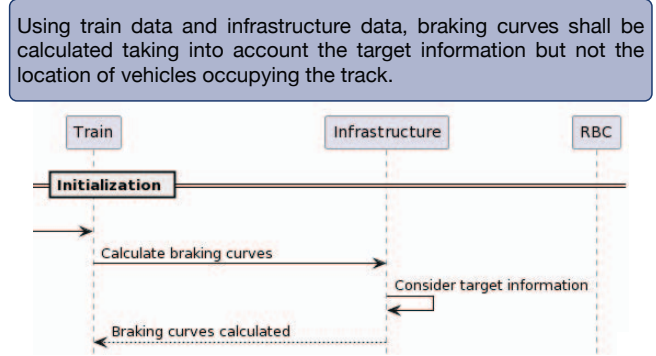 Using train data and infrastructure data, braking curves shall be
calculated taking into account the target information but not the
location of vehicles occupying the track.
Train
Infrastructure
RBC
Initialization
Calculate braking curves
Consider target information
Braking curves calculated